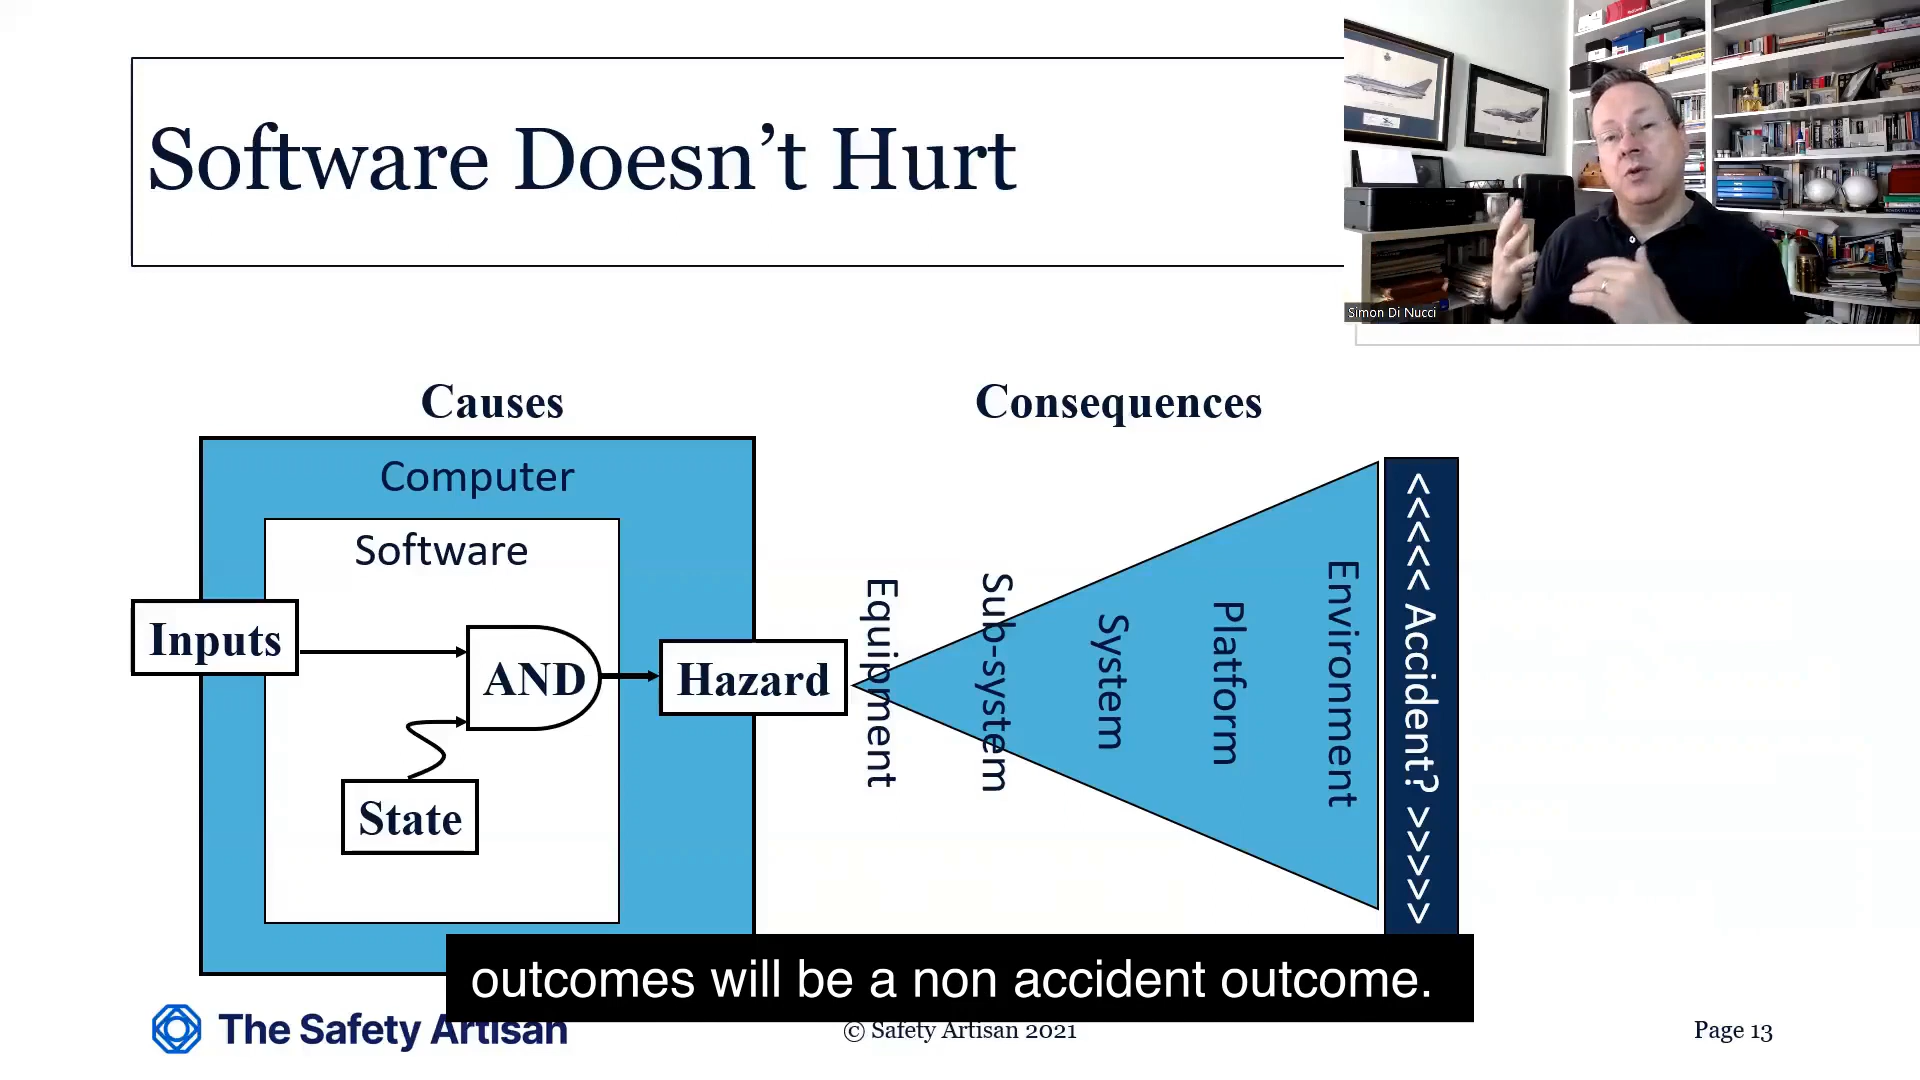 Software Doesn’t Hurt
Simon Di Nucci
Causes
Consequences
Computer
Software
Inputs
AND
Hazard
State
Equipment
Sub-system
System
Platform
Environment
<<<<< Accident? >>>>>
outcomes will be a non accident outcome.
The Safety Artisan
© Safety Artisan 2021
Page 13